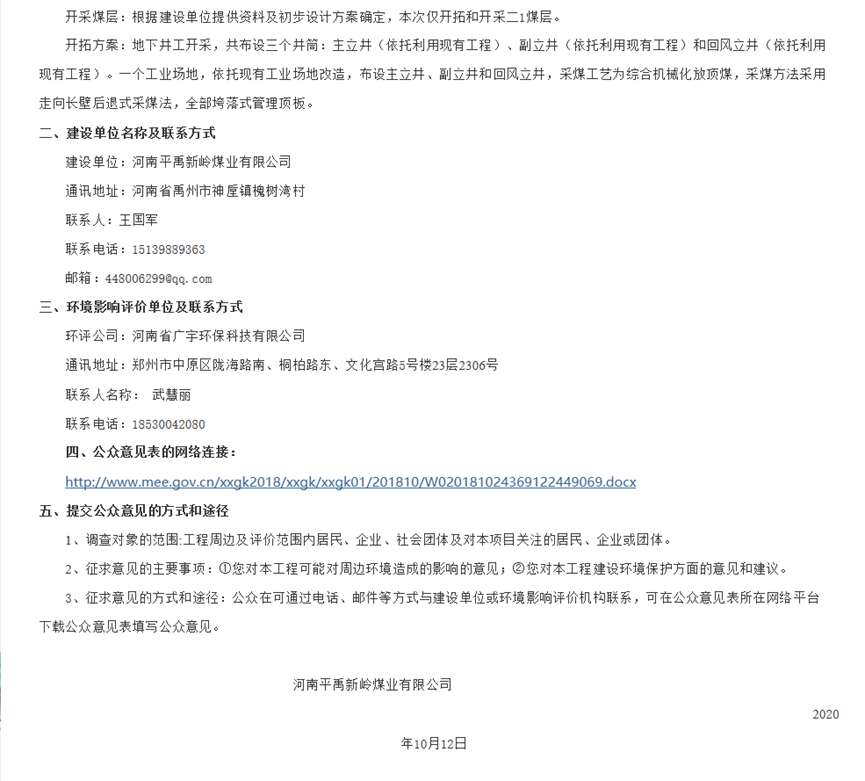 开采煤层：根据建设单位提供资料及初步设计方案确定，本次仅开拓和开采二1煤层。
开拓方案：地下井工开采，共布设三个井筒：主立井（依托利用现有工程）、副立井（依托利用现有工程）和回风立井（依托利用
现有工程）。一个工业场地，依托现有工业场地改造，布设主立井、副立井和回风立井，采煤工艺为综合机械化放顶煤，采煤方法采用
走向长壁后退式采煤法，全部垮落式管理顶板。
二、建设单位名称及联系方式
建设单位：河南平禹新岭煤业有限公司
通讯地址：河南省禹州市神垕镇槐树湾村
联系人：王国军
联系电话：15139889363
邮箱：448006299@qq.com
三、环境影响评价单位及联系方式
环评公司：河南省广宇环保科技有限公司
通讯地址：郑州市中原区陇海路南、桐柏路东、文化宫路5号楼23层2306号
联系人名称： 武慧丽
联系电话：18530042080
四、公众意见表的网络连接：
http://www.mee.gov.cn/xxgk2018/xxgk/xxgk01/201810/W020181024369122449069.docx
五、提交公众意见的方式和途径
1、调查对象的范围:工程周边及评价范围内居民、企业、社会团体及对本项目关注的居民、企业或团体。
2、征求意见的主要事项：①您对本工程可能对周边环境造成的影响的意见；②您对本工程建设环境保护方面的意见和建议。
3、征求意见的方式和途径：公众在可通过电话、邮件等方式与建设单位或环境影响评价机构联系，可在公众意见表所在网络平台
下载公众意见表填写公众意见。
河南平禹新岭煤业有限公司
2020
年10月12日